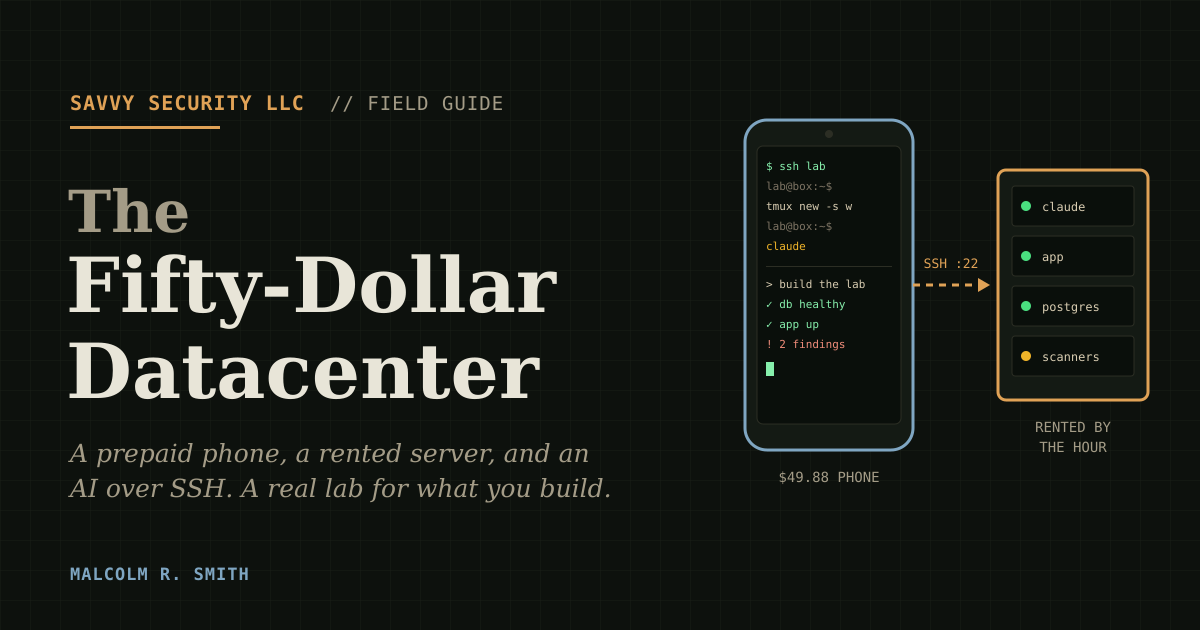 SAVVY SECURITY LLC // FIELD GUIDE
The
Fifty-Dollar
Datacenter
A prepaid phone, a rented server, and an
AI over SSH. A real lab for what you build.
MALCOLM R. SMITH
$ ssh lab
lab@box:~$
tmux new -s w
lab@box:~$
claude
> build the lab
✓ db healthy
✓ app up
! 2 findings
$49.88 PHONE
SSH :22
claude
app
postgres
scanners
RENTED BY
THE HOUR